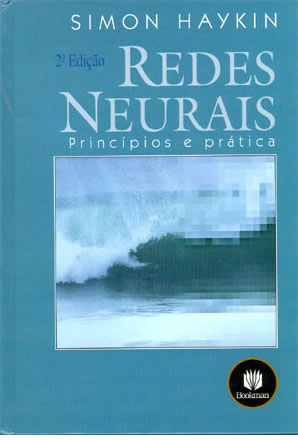 SIMON HAYKIN
2ª Edição
REDES
NEURAIS
Princípios e prática
Bookman